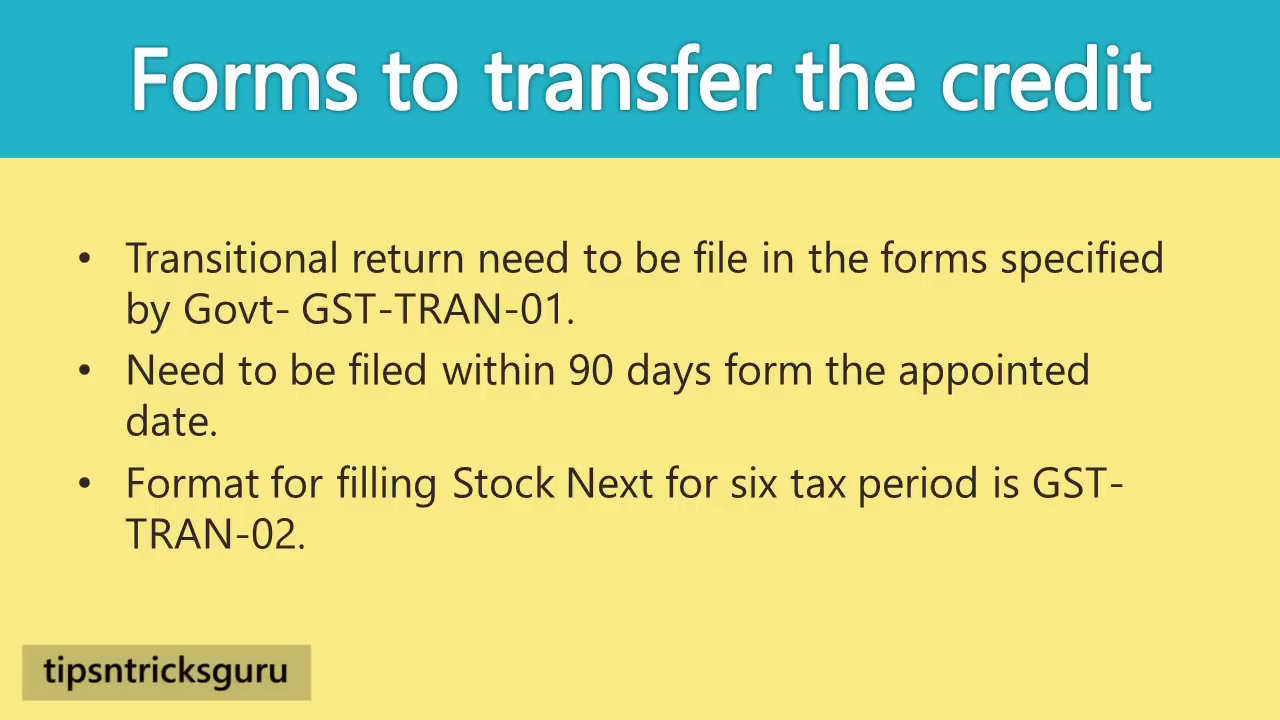 Forms to transfer the credit
• Transitional return need to be file in the forms specified
by Govt- GST-TRAN-01.
• Need to be filed within 90 days form the appointed
date.
• Format for filling Stock Next for six tax period is GST-
TRAN-02.
tipsntricksguru